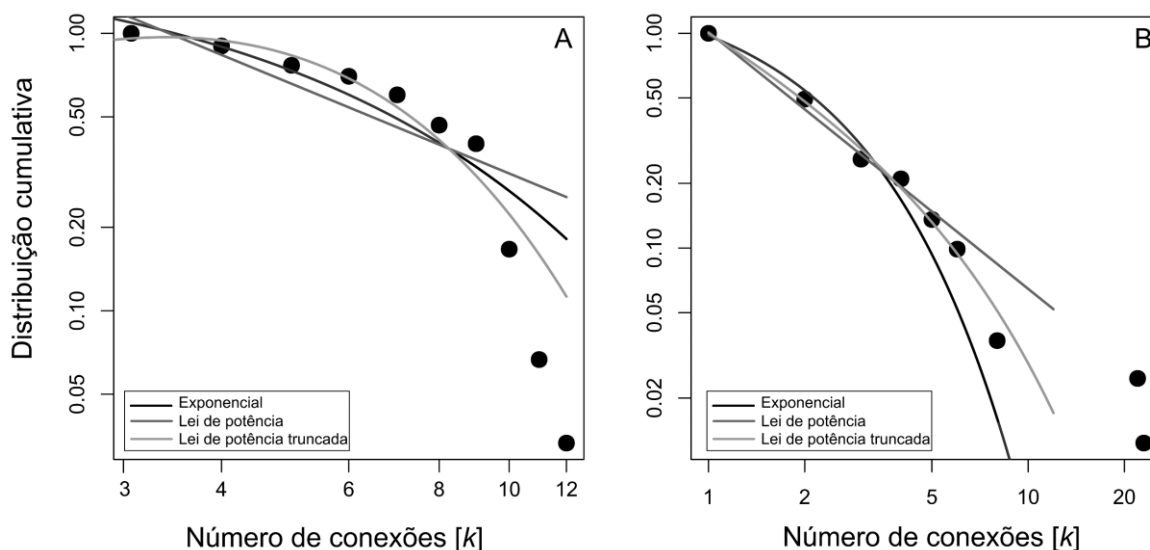 Distribuição cumulativa
A
1.00
0.50
0.20
0.10
0.05
Exponencial
Lei de potência
Lei de potência truncada
3 4 6 8 10 12
Número de conexões [k]
B
1.00
0.50
0.20
0.10
0.05
0.02
Exponencial
Lei de potência
Lei de potência truncada
1 2 5 10 20
Número de conexões [k]